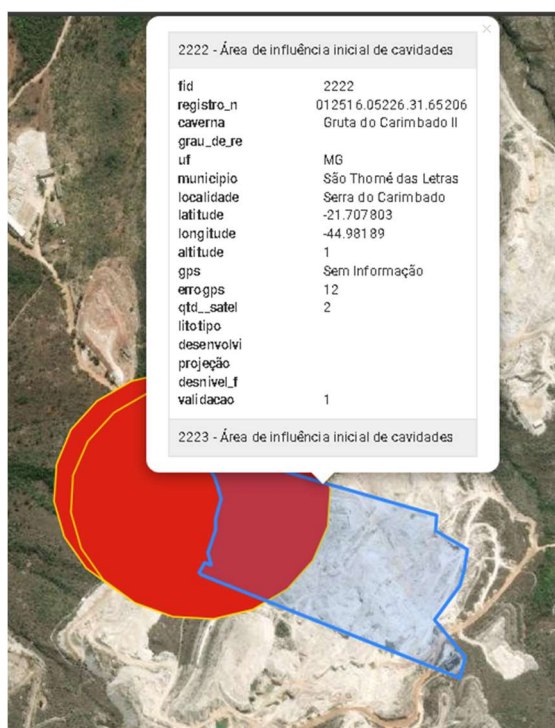 ×
2222 - Área de influência inicial de cavidades
fid 2222
registro_n 012516.05226.31.65206
caverna Gruta do Carimbado II
grau_de_re
uf MG
municipio São Thomé das Letras
localidade Serra do Carimbado
latitude -21.707803
longitude -44.98189
altitude 1
gps Sem Informação
errogps 12
qtd__satel 2
litotipo
desenvolvi
projeção
desnivel_f
validacao 1
2223 - Área de influência inicial de cavidades